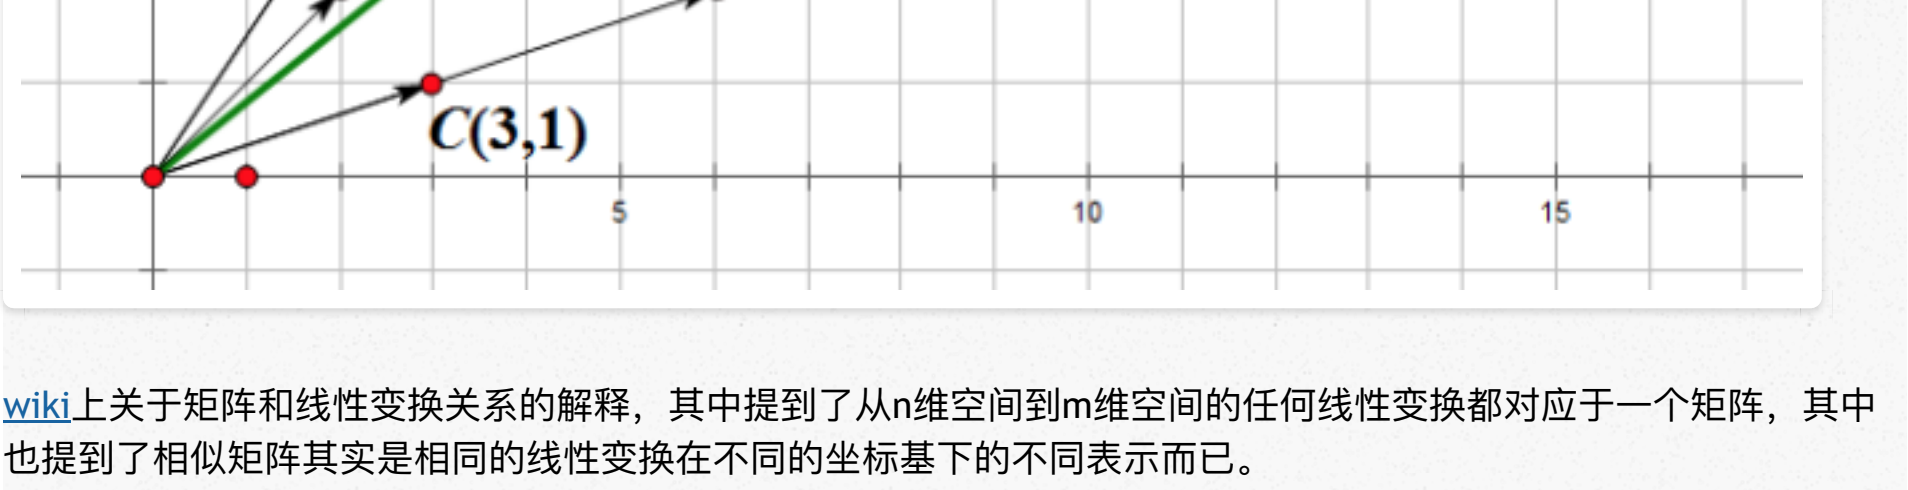 C(3,1)
5 10 15
wiki上关于矩阵和线性变换关系的解释，其中提到了从n维空间到m维空间的任何线性变换都对应于一个矩阵，其中
也提到了相似矩阵其实是相同的线性变换在不同的坐标基下的不同表示而已。